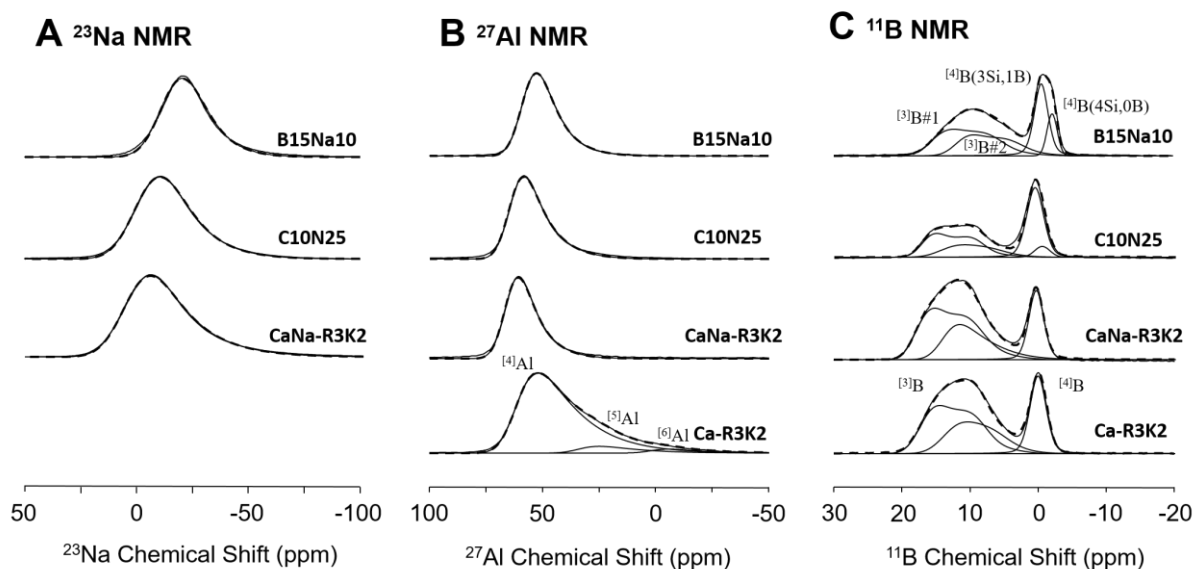 A ²³Na NMR
B15Na10
C10N25
CaNa-R3K2
50 0 -50 -100
²³Na Chemical Shift (ppm)
B ²⁷Al NMR
B15Na10
C10N25
CaNa-R3K2
[4]Al
[5]Al
[6]Al
Ca-R3K2
100 50 0 -50
²⁷Al Chemical Shift (ppm)
C ¹¹B NMR
[4]B(3Si,1B)
[4]B(4Si,0B)
[3]B#1
[3]B#2
B15Na10
C10N25
CaNa-R3K2
[3]B
[4]B
Ca-R3K2
30 20 10 0 -10 -20
¹¹B Chemical Shift (ppm)